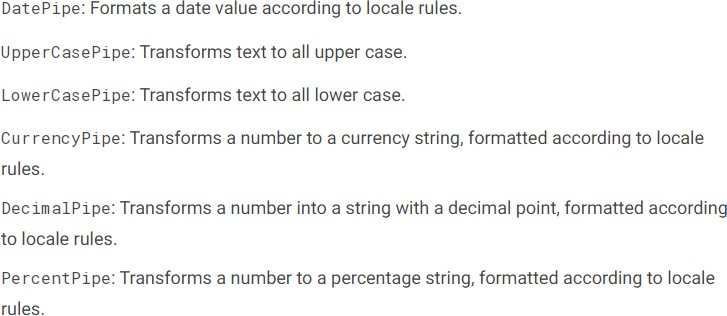 DatePipe: Formats a date value according to locale rules.
UpperCasePipe: Transforms text to all upper case.
LowerCasePipe: Transforms text to all lower case.
CurrencyPipe: Transforms a number to a currency string, formatted according to locale
rules.
DecimalPipe: Transforms a number into a string with a decimal point, formatted according
to locale rules.
PercentPipe: Transforms a number to a percentage string, formatted according to locale
rules.